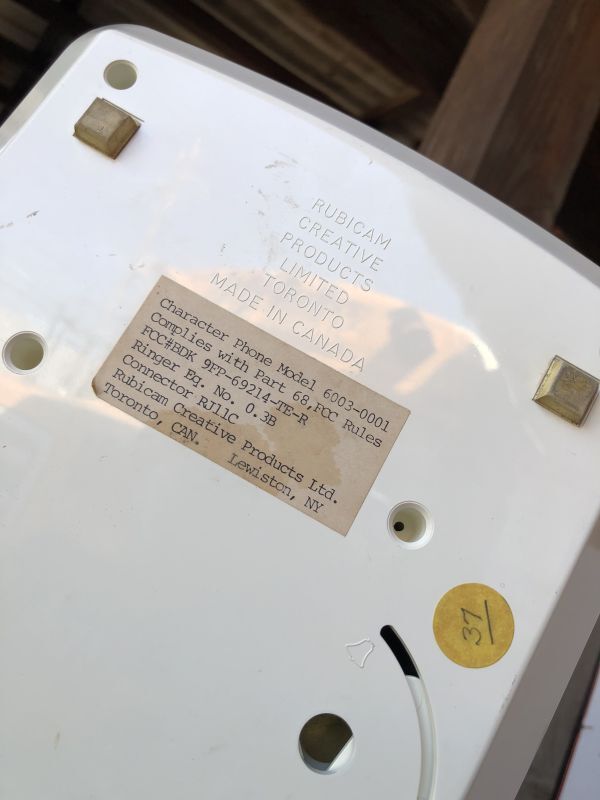 RUBICAM
CREATIVE
PRODUCTS
LIMITED
TORONTO
MADE IN CANADA
Character Phone Model 6003-0001
Complies with Part 68,FCC Rules
FCC#BDK 9FP-69214-TE-R
Ringer Eq. No. 0.3B
Connector RJ11C
Rubicam Creative Products Ltd.
Toronto, CAN. Lewiston, NY
37